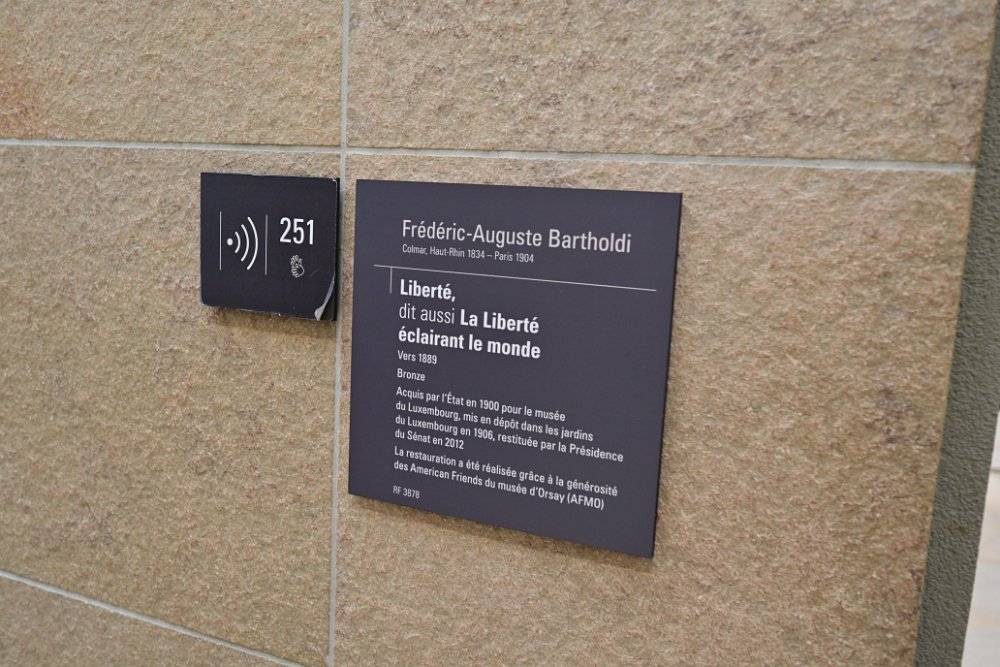 251
Frédéric-Auguste Bartholdi
Colmar, Haut-Rhin 1834 – Paris 1904
Liberté,
dit aussi La Liberté
éclairant le monde
Vers 1889
Bronze
Acquis par l'État en 1900 pour le musée
du Luxembourg, mis en dépôt dans les jardins
du Luxembourg en 1906, restituée par la Présidence
du Sénat en 2012
La restauration a été réalisée grâce à la générosité
des American Friends du musée d'Orsay (AFMO)
RF 3878